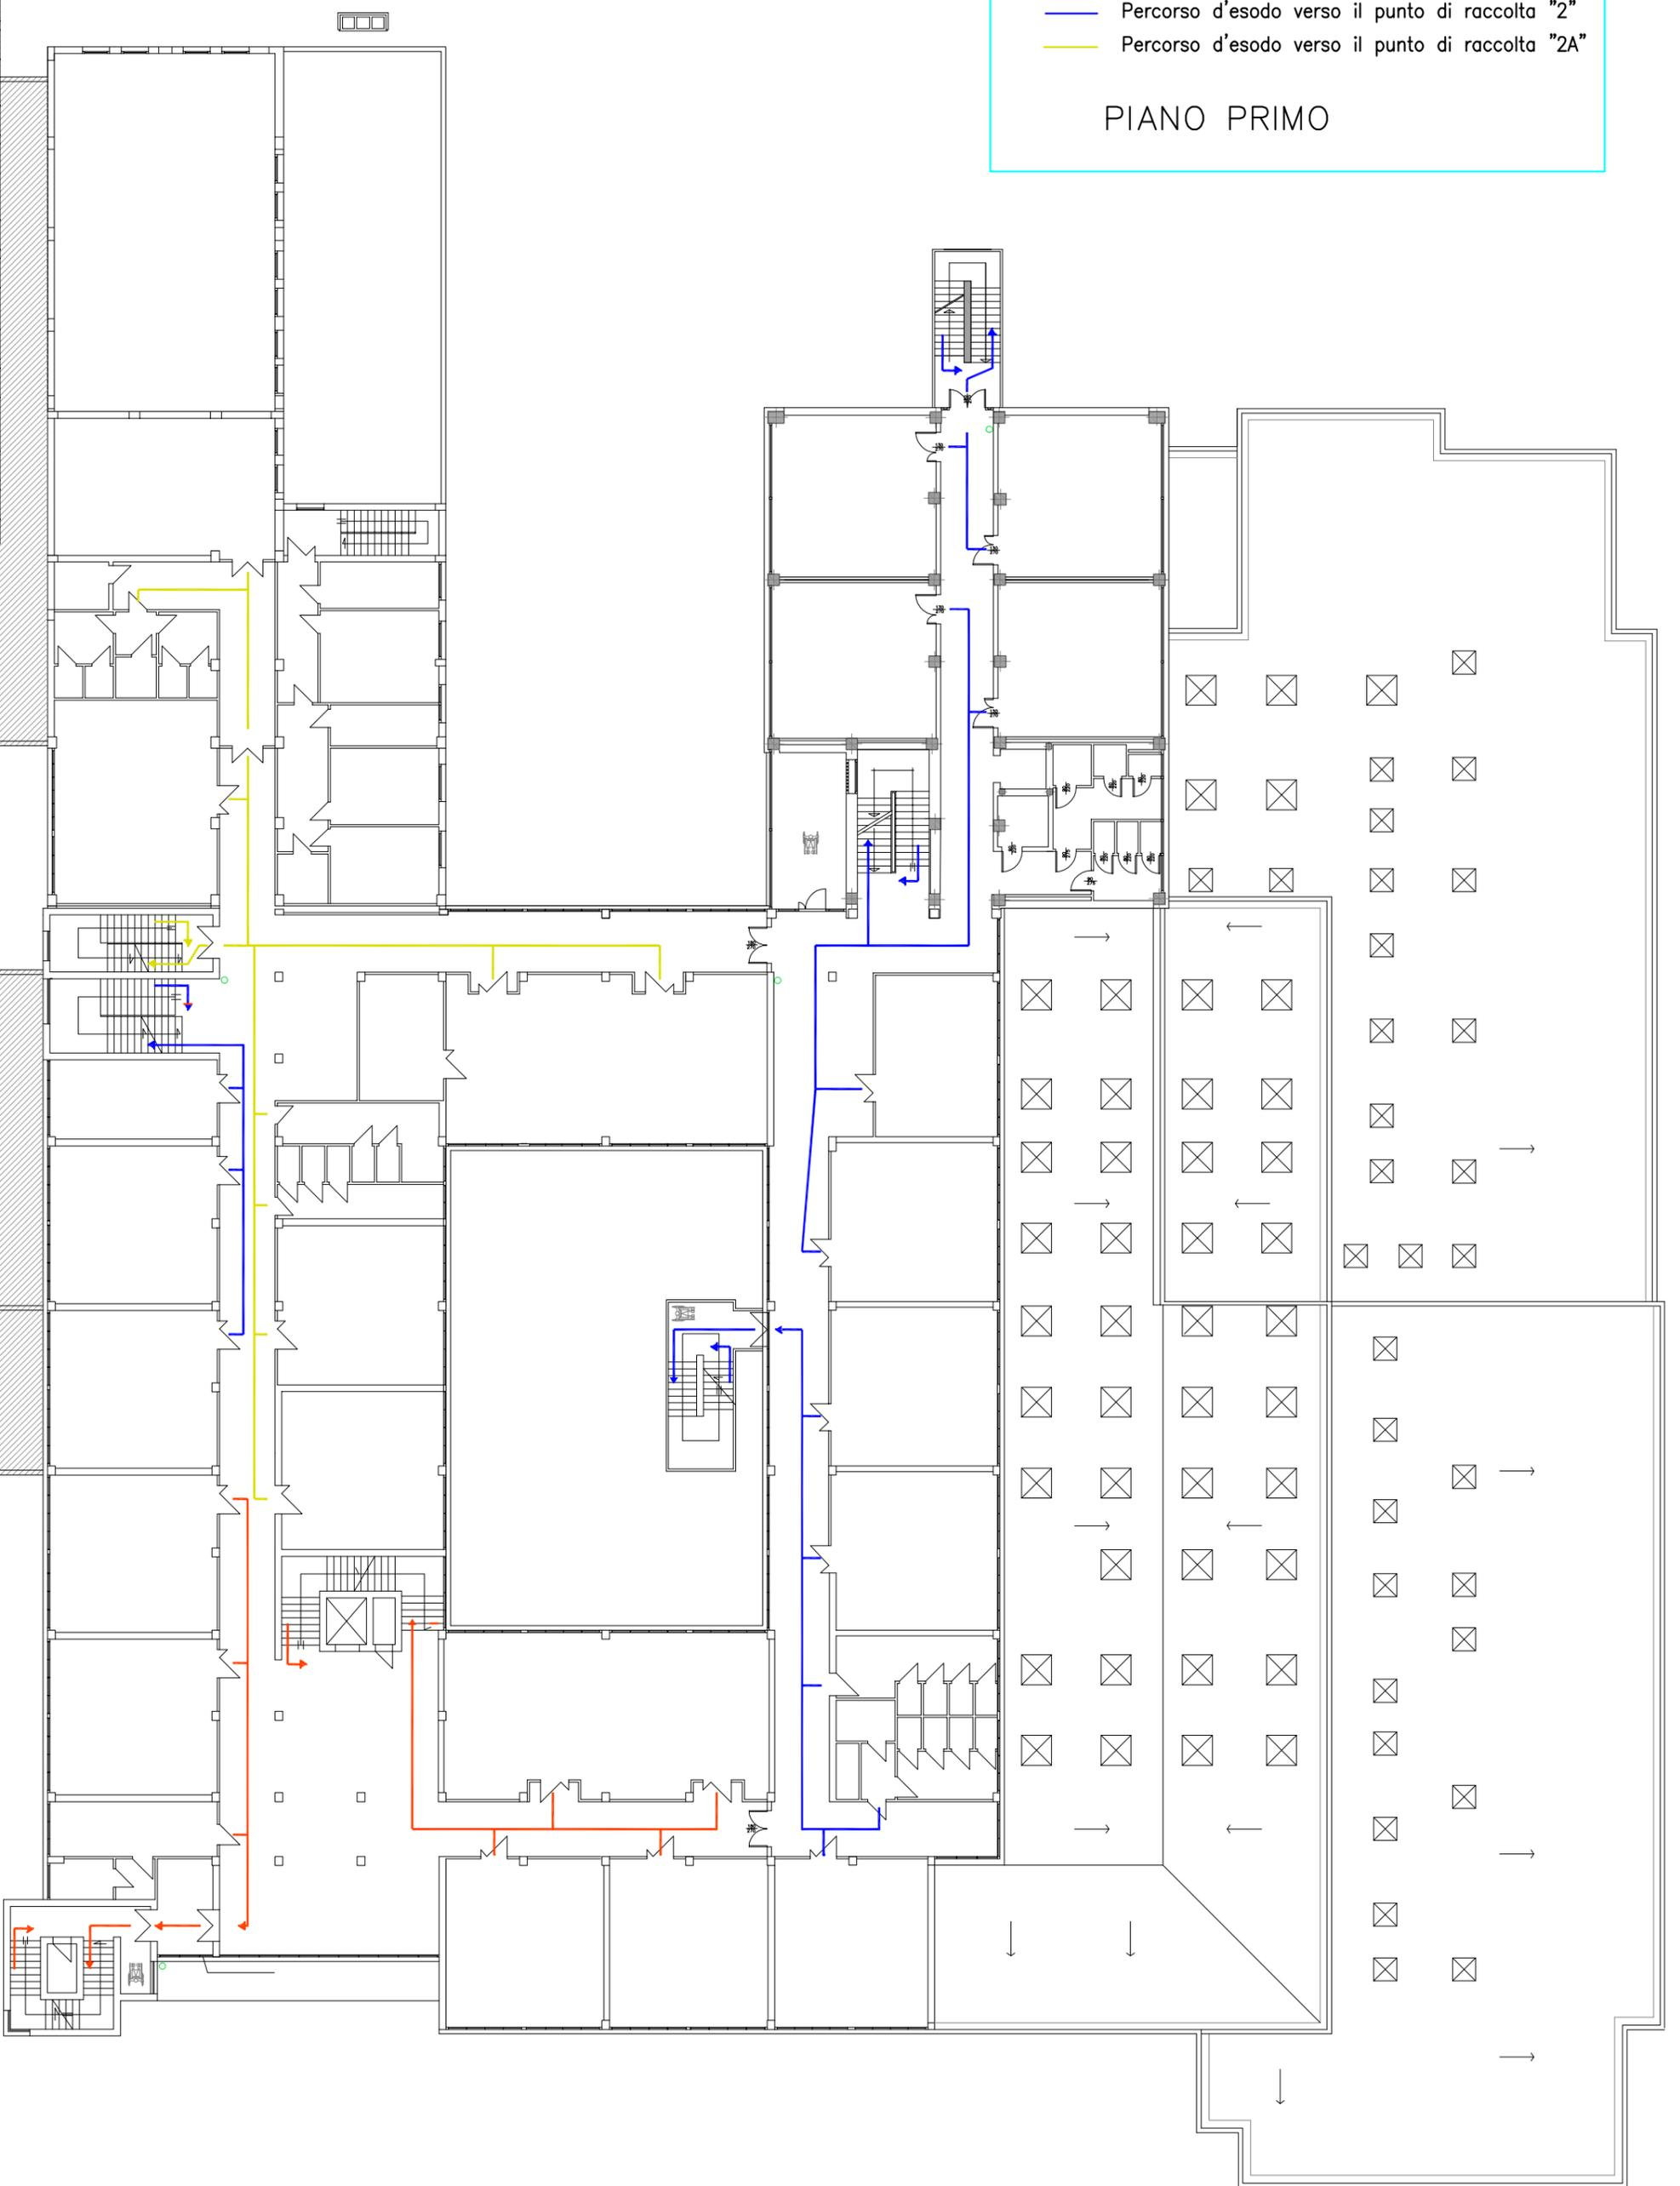 Percorso d'esodo verso il punto di raccolta "2"
Percorso d'esodo verso il punto di raccolta "2A"
PIANO PRIMO